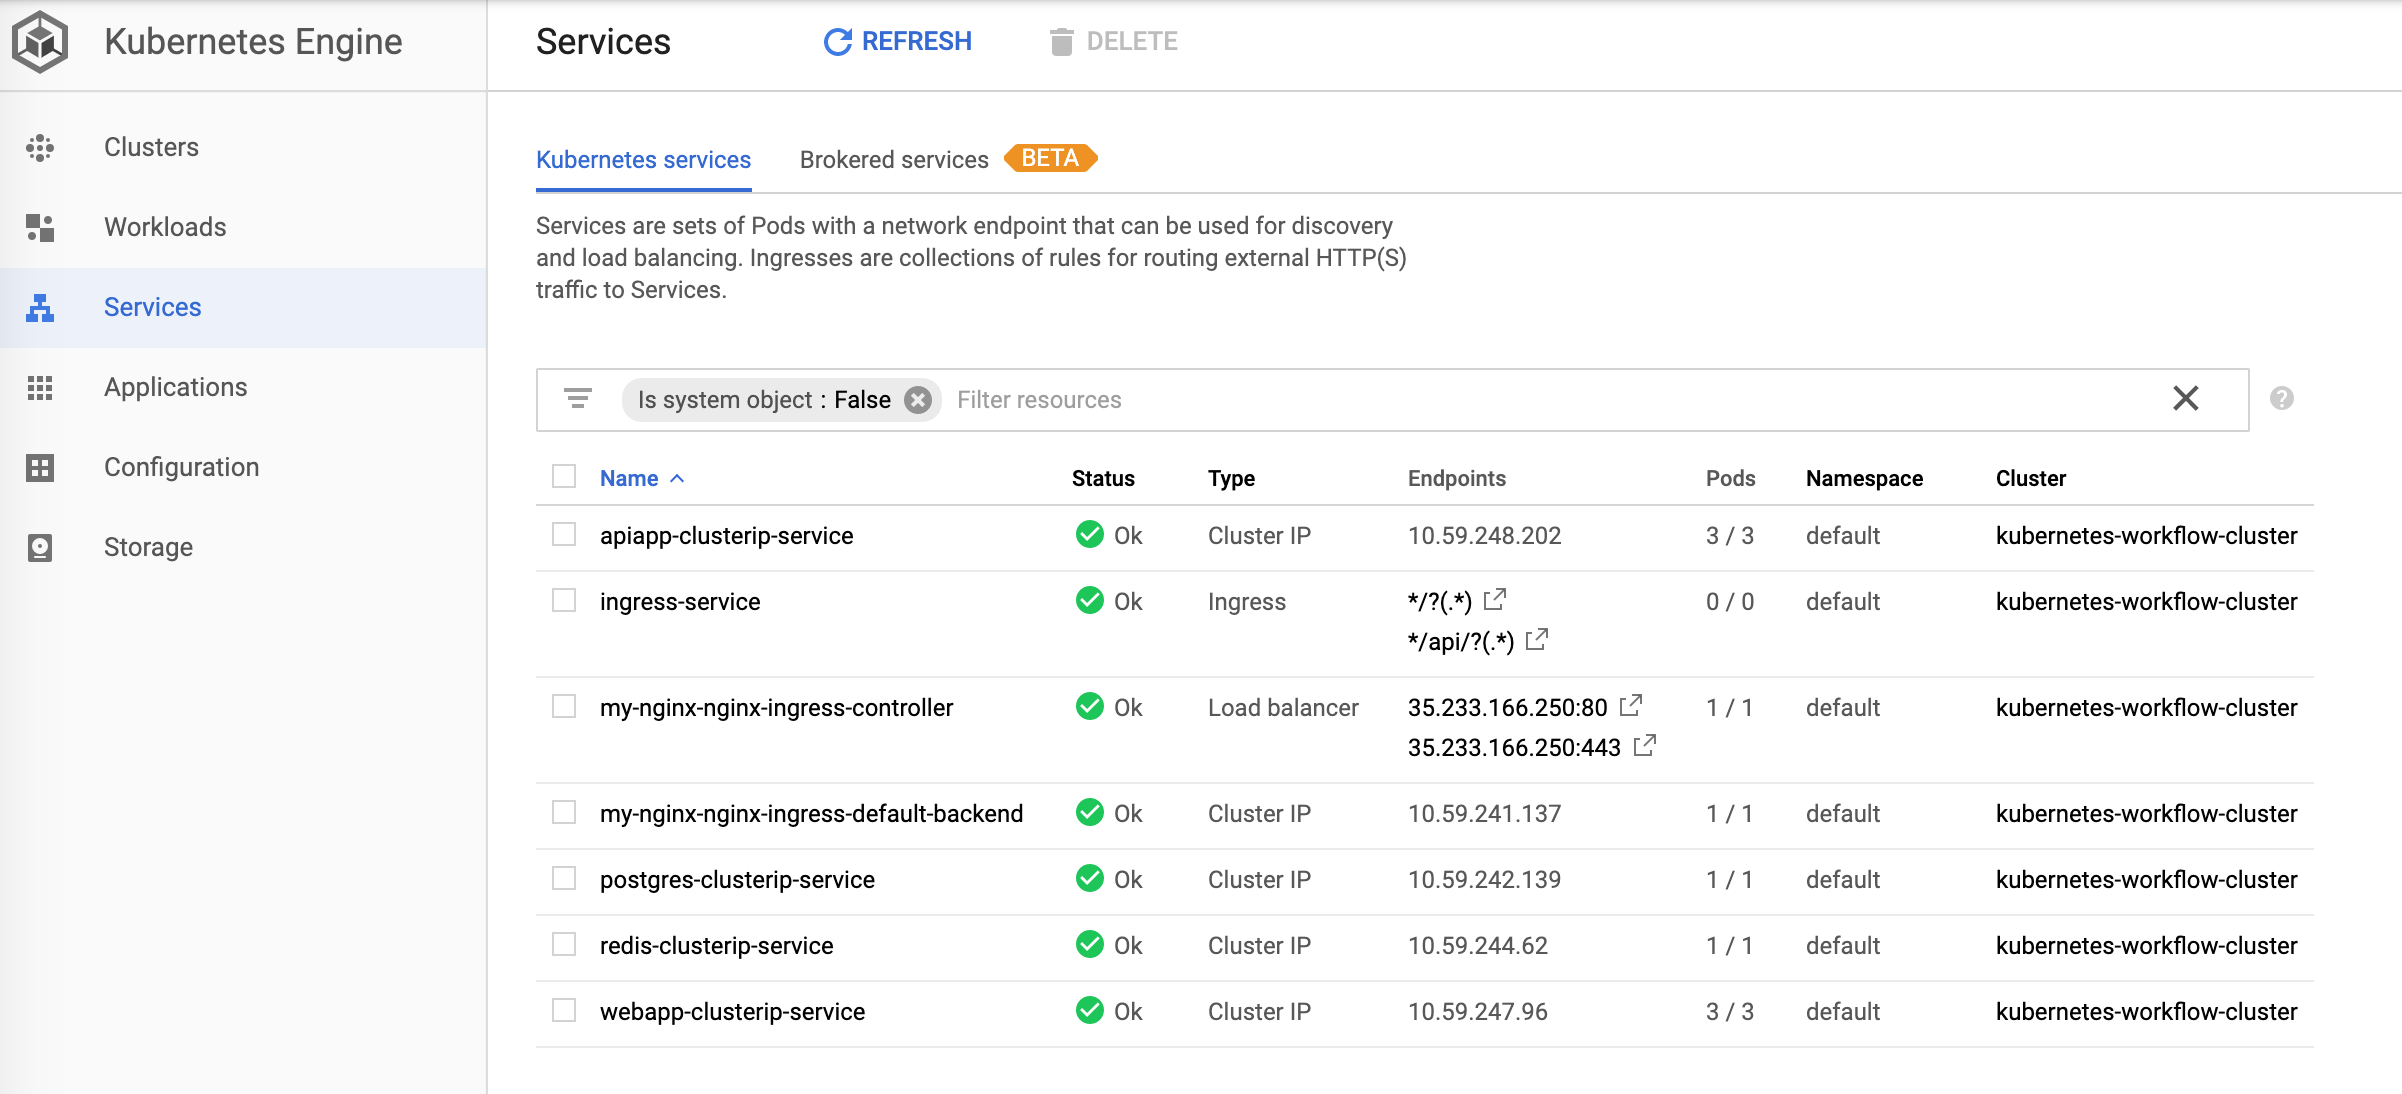 Kubernetes Engine
Services
REFRESH
DELETE
Clusters
Workloads
Services
Applications
Configuration
Storage
Kubernetes services
Brokered services BETA
Services are sets of Pods with a network endpoint that can be used for discovery
and load balancing. Ingresses are collections of rules for routing external HTTP(S)
traffic to Services.
Is system object : False Filter resources
Name Status Type Endpoints Pods Namespace Cluster
apiapp-clusterip-service Ok Cluster IP 10.59.248.202 3 / 3 default kubernetes-workflow-cluster
ingress-service Ok Ingress */?(.*) 0 / 0 default kubernetes-workflow-cluster
*/api/?(.*)
my-nginx-nginx-ingress-controller Ok Load balancer 35.233.166.250:80 1 / 1 default kubernetes-workflow-cluster
35.233.166.250:443
my-nginx-nginx-ingress-default-backend Ok Cluster IP 10.59.241.137 1 / 1 default kubernetes-workflow-cluster
postgres-clusterip-service Ok Cluster IP 10.59.242.139 1 / 1 default kubernetes-workflow-cluster
redis-clusterip-service Ok Cluster IP 10.59.244.62 1 / 1 default kubernetes-workflow-cluster
webapp-clusterip-service Ok Cluster IP 10.59.247.96 3 / 3 default kubernetes-workflow-cluster